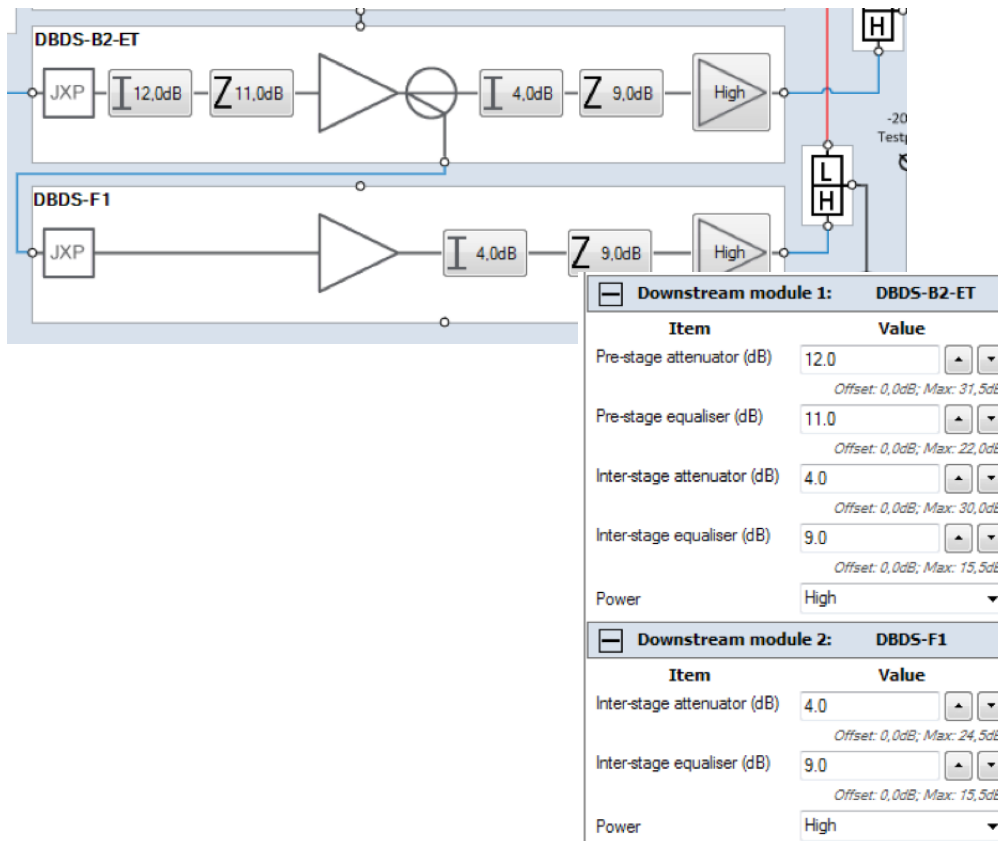 DBDS-B2-ET
H
JXP 12,0dB 11,0dB 4,0dB 9,0dB High
-20
L
H
DBDS-F1
JXP 4,0dB 9,0dB High
Downstream module 1: DBDS-B2-ET
Item Value
Pre-stage attenuator (dB) 12.0
Offset: 0,0dB; Max: 31,5dB
Pre-stage equaliser (dB) 11.0
Offset: 0,0dB; Max: 22,0dB
Inter-stage attenuator (dB) 4.0
Offset: 0,0dB; Max: 30,0dB
Inter-stage equaliser (dB) 9.0
Offset: 0,0dB; Max: 15,5dB
Power High
Downstream module 2: DBDS-F1
Item Value
Inter-stage attenuator (dB) 4.0
Offset: 0,0dB; Max: 24,5dB
Inter-stage equaliser (dB) 9.0
Offset: 0,0dB; Max: 15,5dB
Power High